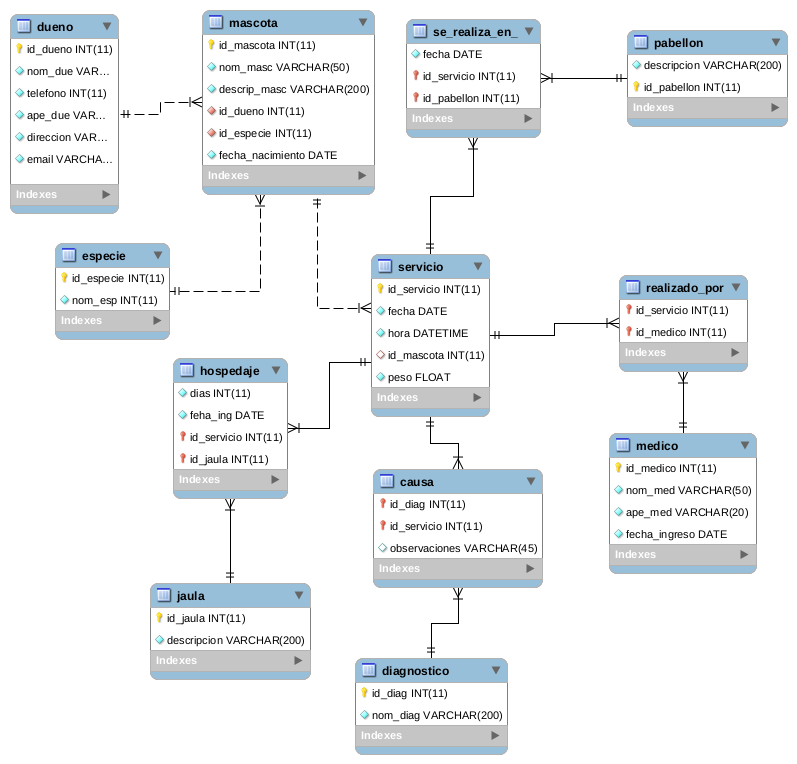 dueno
id_dueno INT(11)
nom_due VAR...
telefono INT(11)
ape_due VAR...
direccion VAR...
email VARCHA...
Indexes
mascota
id_mascota INT(11)
nom_masc VARCHAR(50)
descrip_masc VARCHAR(200)
id_dueno INT(11)
id_especie INT(11)
fecha_nacimiento DATE
Indexes
se_realiza_en_
fecha DATE
id_servicio INT(11)
id_pabellon INT(11)
Indexes
pabellon
descripcion VARCHAR(200)
id_pabellon INT(11)
Indexes
especie
id_especie INT(11)
nom_esp INT(11)
Indexes
servicio
id_servicio INT(11)
fecha DATE
hora DATETIME
id_mascota INT(11)
peso FLOAT
Indexes
realizado_por
id_servicio INT(11)
id_medico INT(11)
Indexes
hospedaje
dias INT(11)
feha_ing DATE
id_servicio INT(11)
id_jaula INT(11)
Indexes
medico
id_medico INT(11)
nom_med VARCHAR(50)
ape_med VARCHAR(20)
fecha_ingreso DATE
Indexes
causa
id_diag INT(11)
id_servicio INT(11)
observaciones VARCHAR(45)
Indexes
jaula
id_jaula INT(11)
descripcion VARCHAR(200)
Indexes
diagnostico
id_diag INT(11)
nom_diag VARCHAR(200)
Indexes